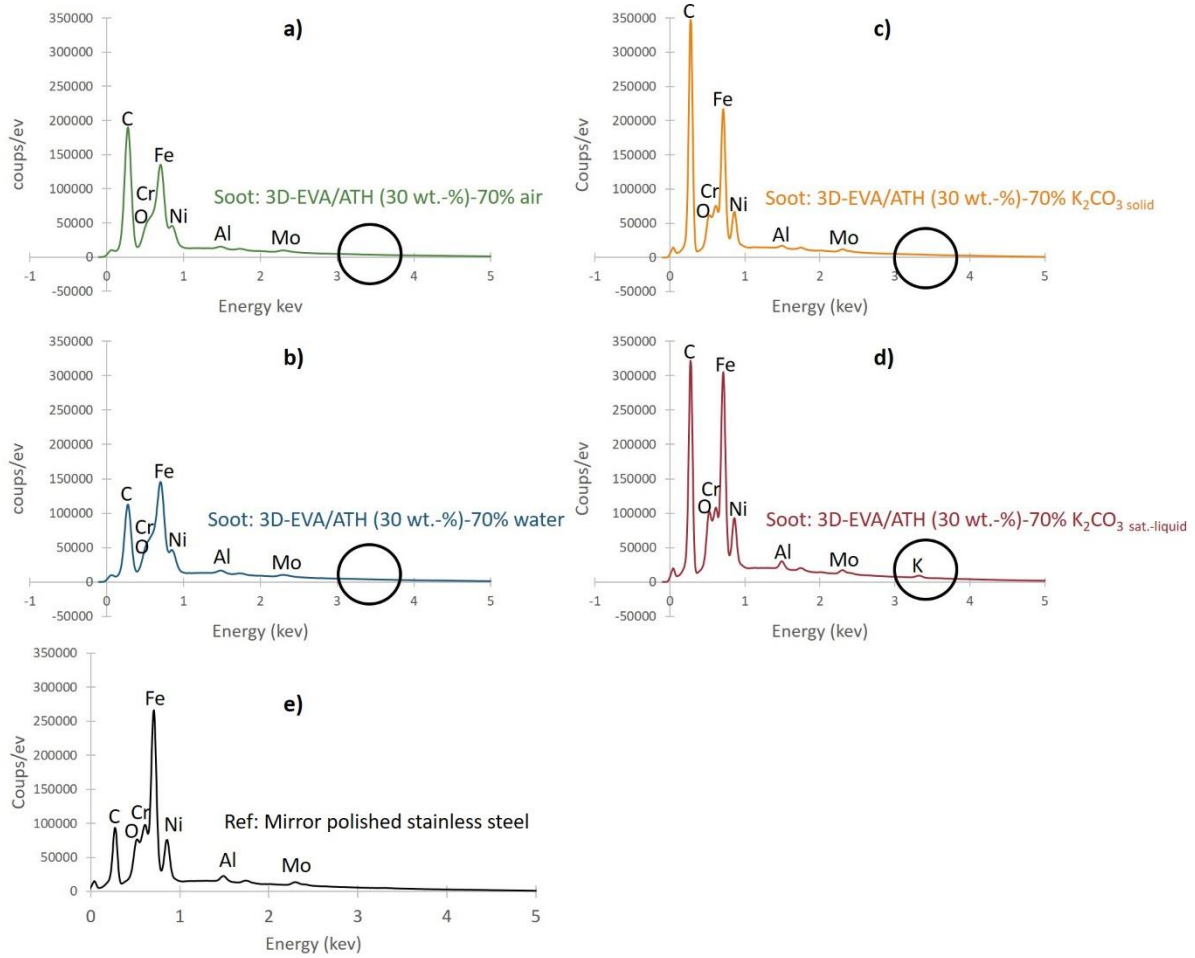 a)
350000
300000
250000
200000
150000
100000
50000
0
-50000
coups/ev
C
Fe
Cr
O
Ni
Al
Mo
Soot: 3D-EVA/ATH (30 wt.-%)-70% air
-1 0 1 2 3 4 5
Energy kev
c)
350000
300000
250000
200000
150000
100000
50000
0
-50000
Coups/ev
C
Fe
Cr
O
Ni
Al
Mo
Soot: 3D-EVA/ATH (30 wt.-%)-70% K₂CO₃ solid
-1 0 1 2 3 4 5
Energy (kev)
b)
350000
300000
250000
200000
150000
100000
50000
0
-50000
coups/ev
C
Fe
Cr
O
Ni
Al
Mo
Soot: 3D-EVA/ATH (30 wt.-%)-70% water
-1 0 1 2 3 4 5
Energy (kev)
d)
350000
300000
250000
200000
150000
100000
50000
0
-50000
Coups/ev
C
Fe
Cr
O
Ni
Al
Mo
K
Soot: 3D-EVA/ATH (30 wt.-%)-70% K₂CO₃ sat.-liquid
-1 0 1 2 3 4 5
Energy (kev)
e)
350000
300000
250000
200000
150000
100000
50000
0
Coups/ev
Fe
C
Cr
O
Ni
Al
Mo
Ref: Mirror polished stainless steel
0 1 2 3 4 5
Energy (kev)